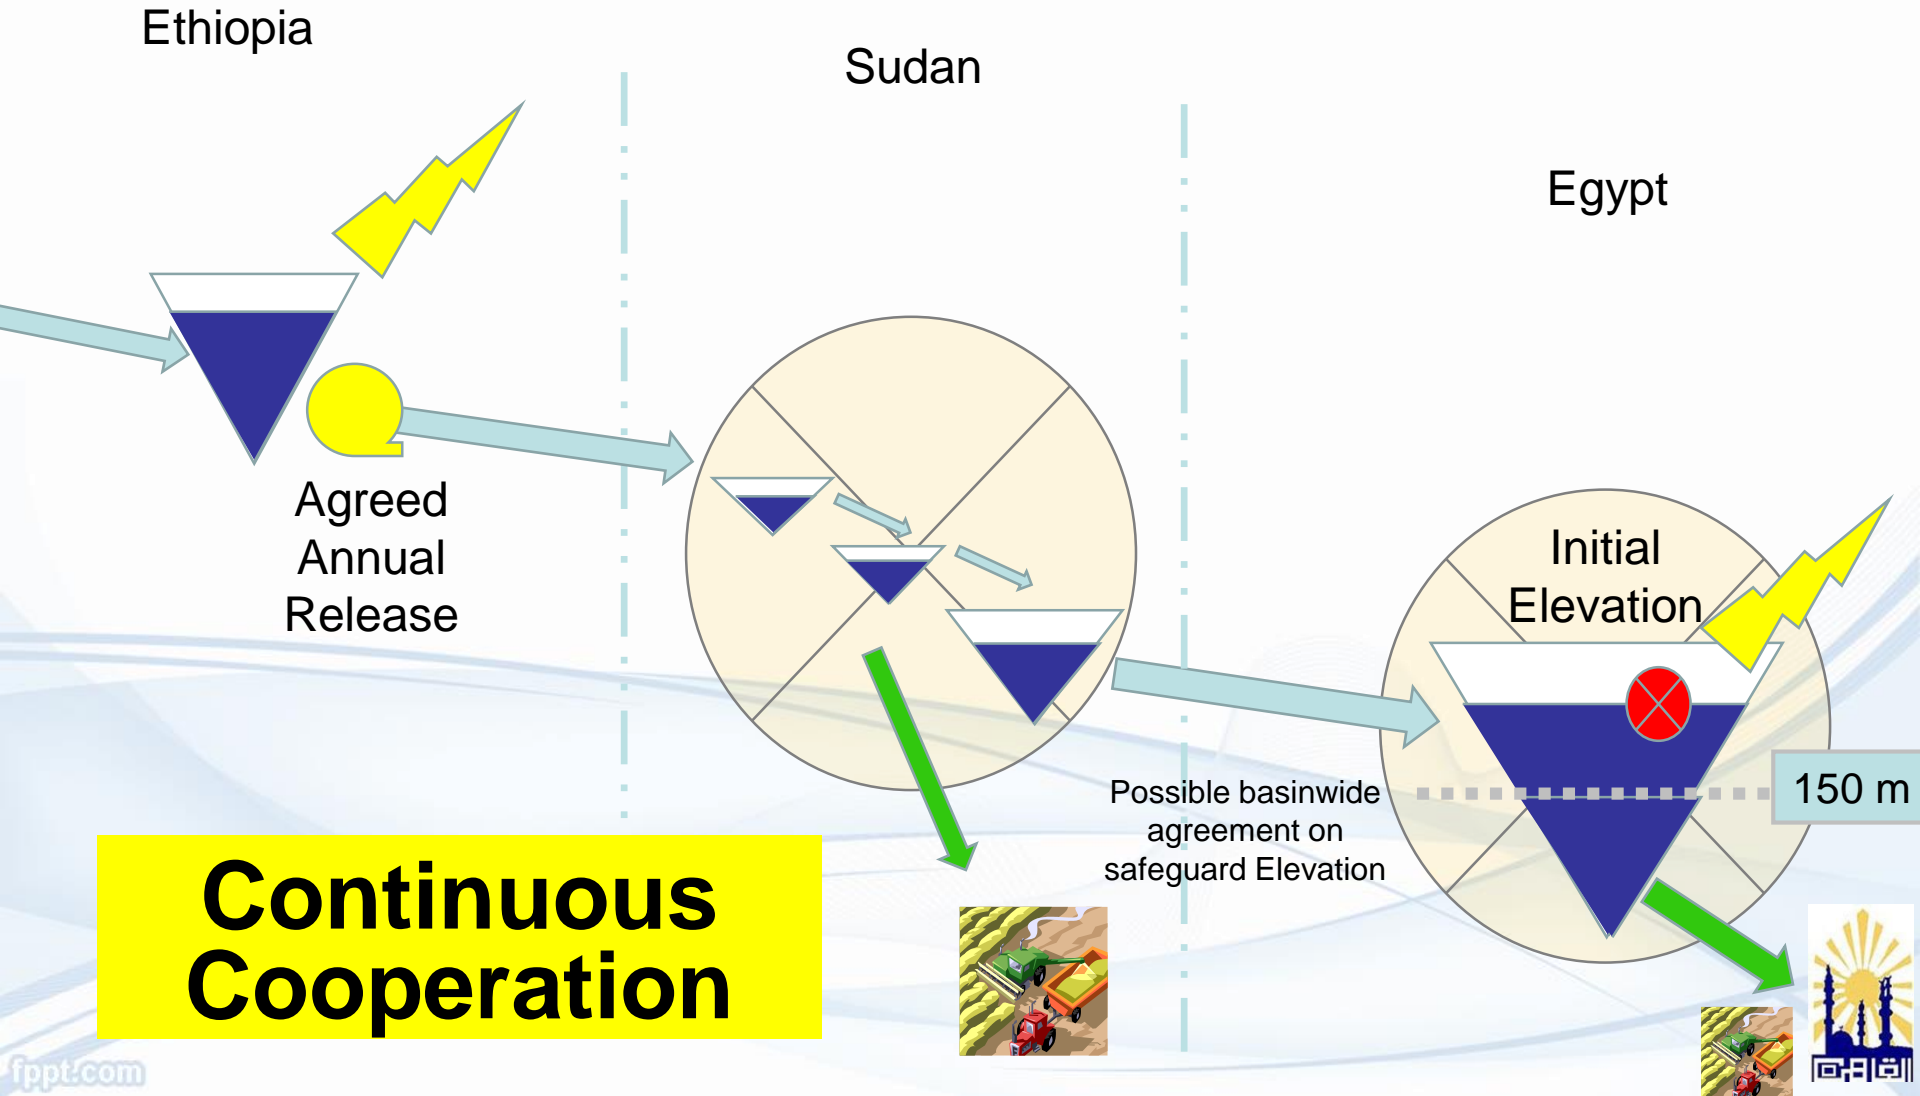 Ethiopia
Sudan
Egypt
Agreed
Annual
Release
Initial
Elevation
150 m
Possible basinwide
agreement on
safeguard Elevation
Continuous
Cooperation
fppt.com
القاهرة